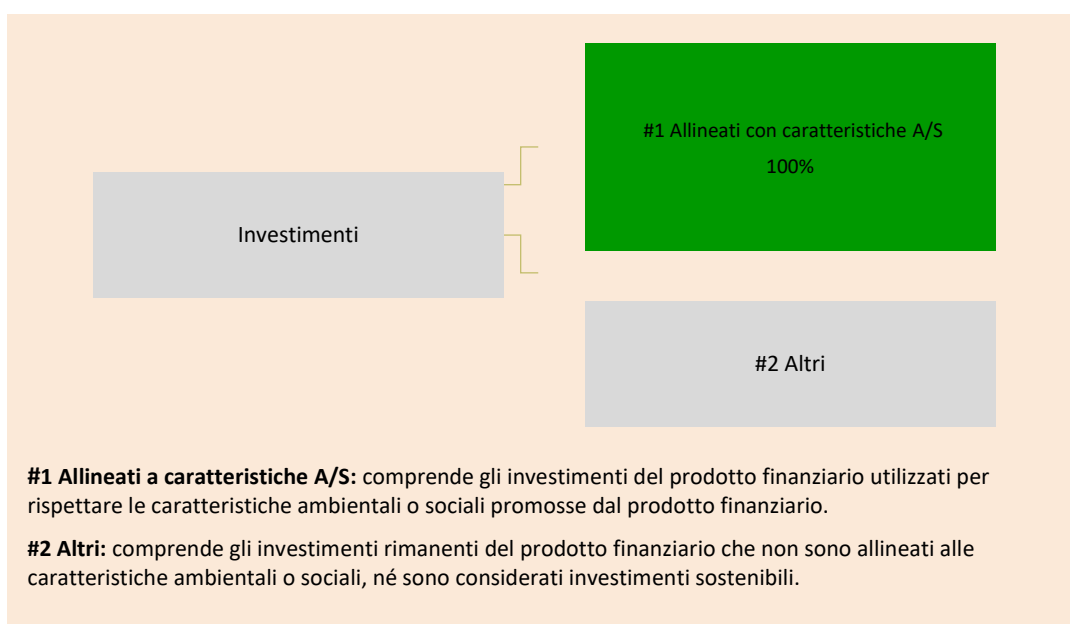 #1 Allineati con caratteristiche A/S
100%
Investimenti
#2 Altri
#1 Allineati a caratteristiche A/S: comprende gli investimenti del prodotto finanziario utilizzati per
rispettare le caratteristiche ambientali o sociali promosse dal prodotto finanziario.
#2 Altri: comprende gli investimenti rimanenti del prodotto finanziario che non sono allineati alle
caratteristiche ambientali o sociali, né sono considerati investimenti sostenibili.